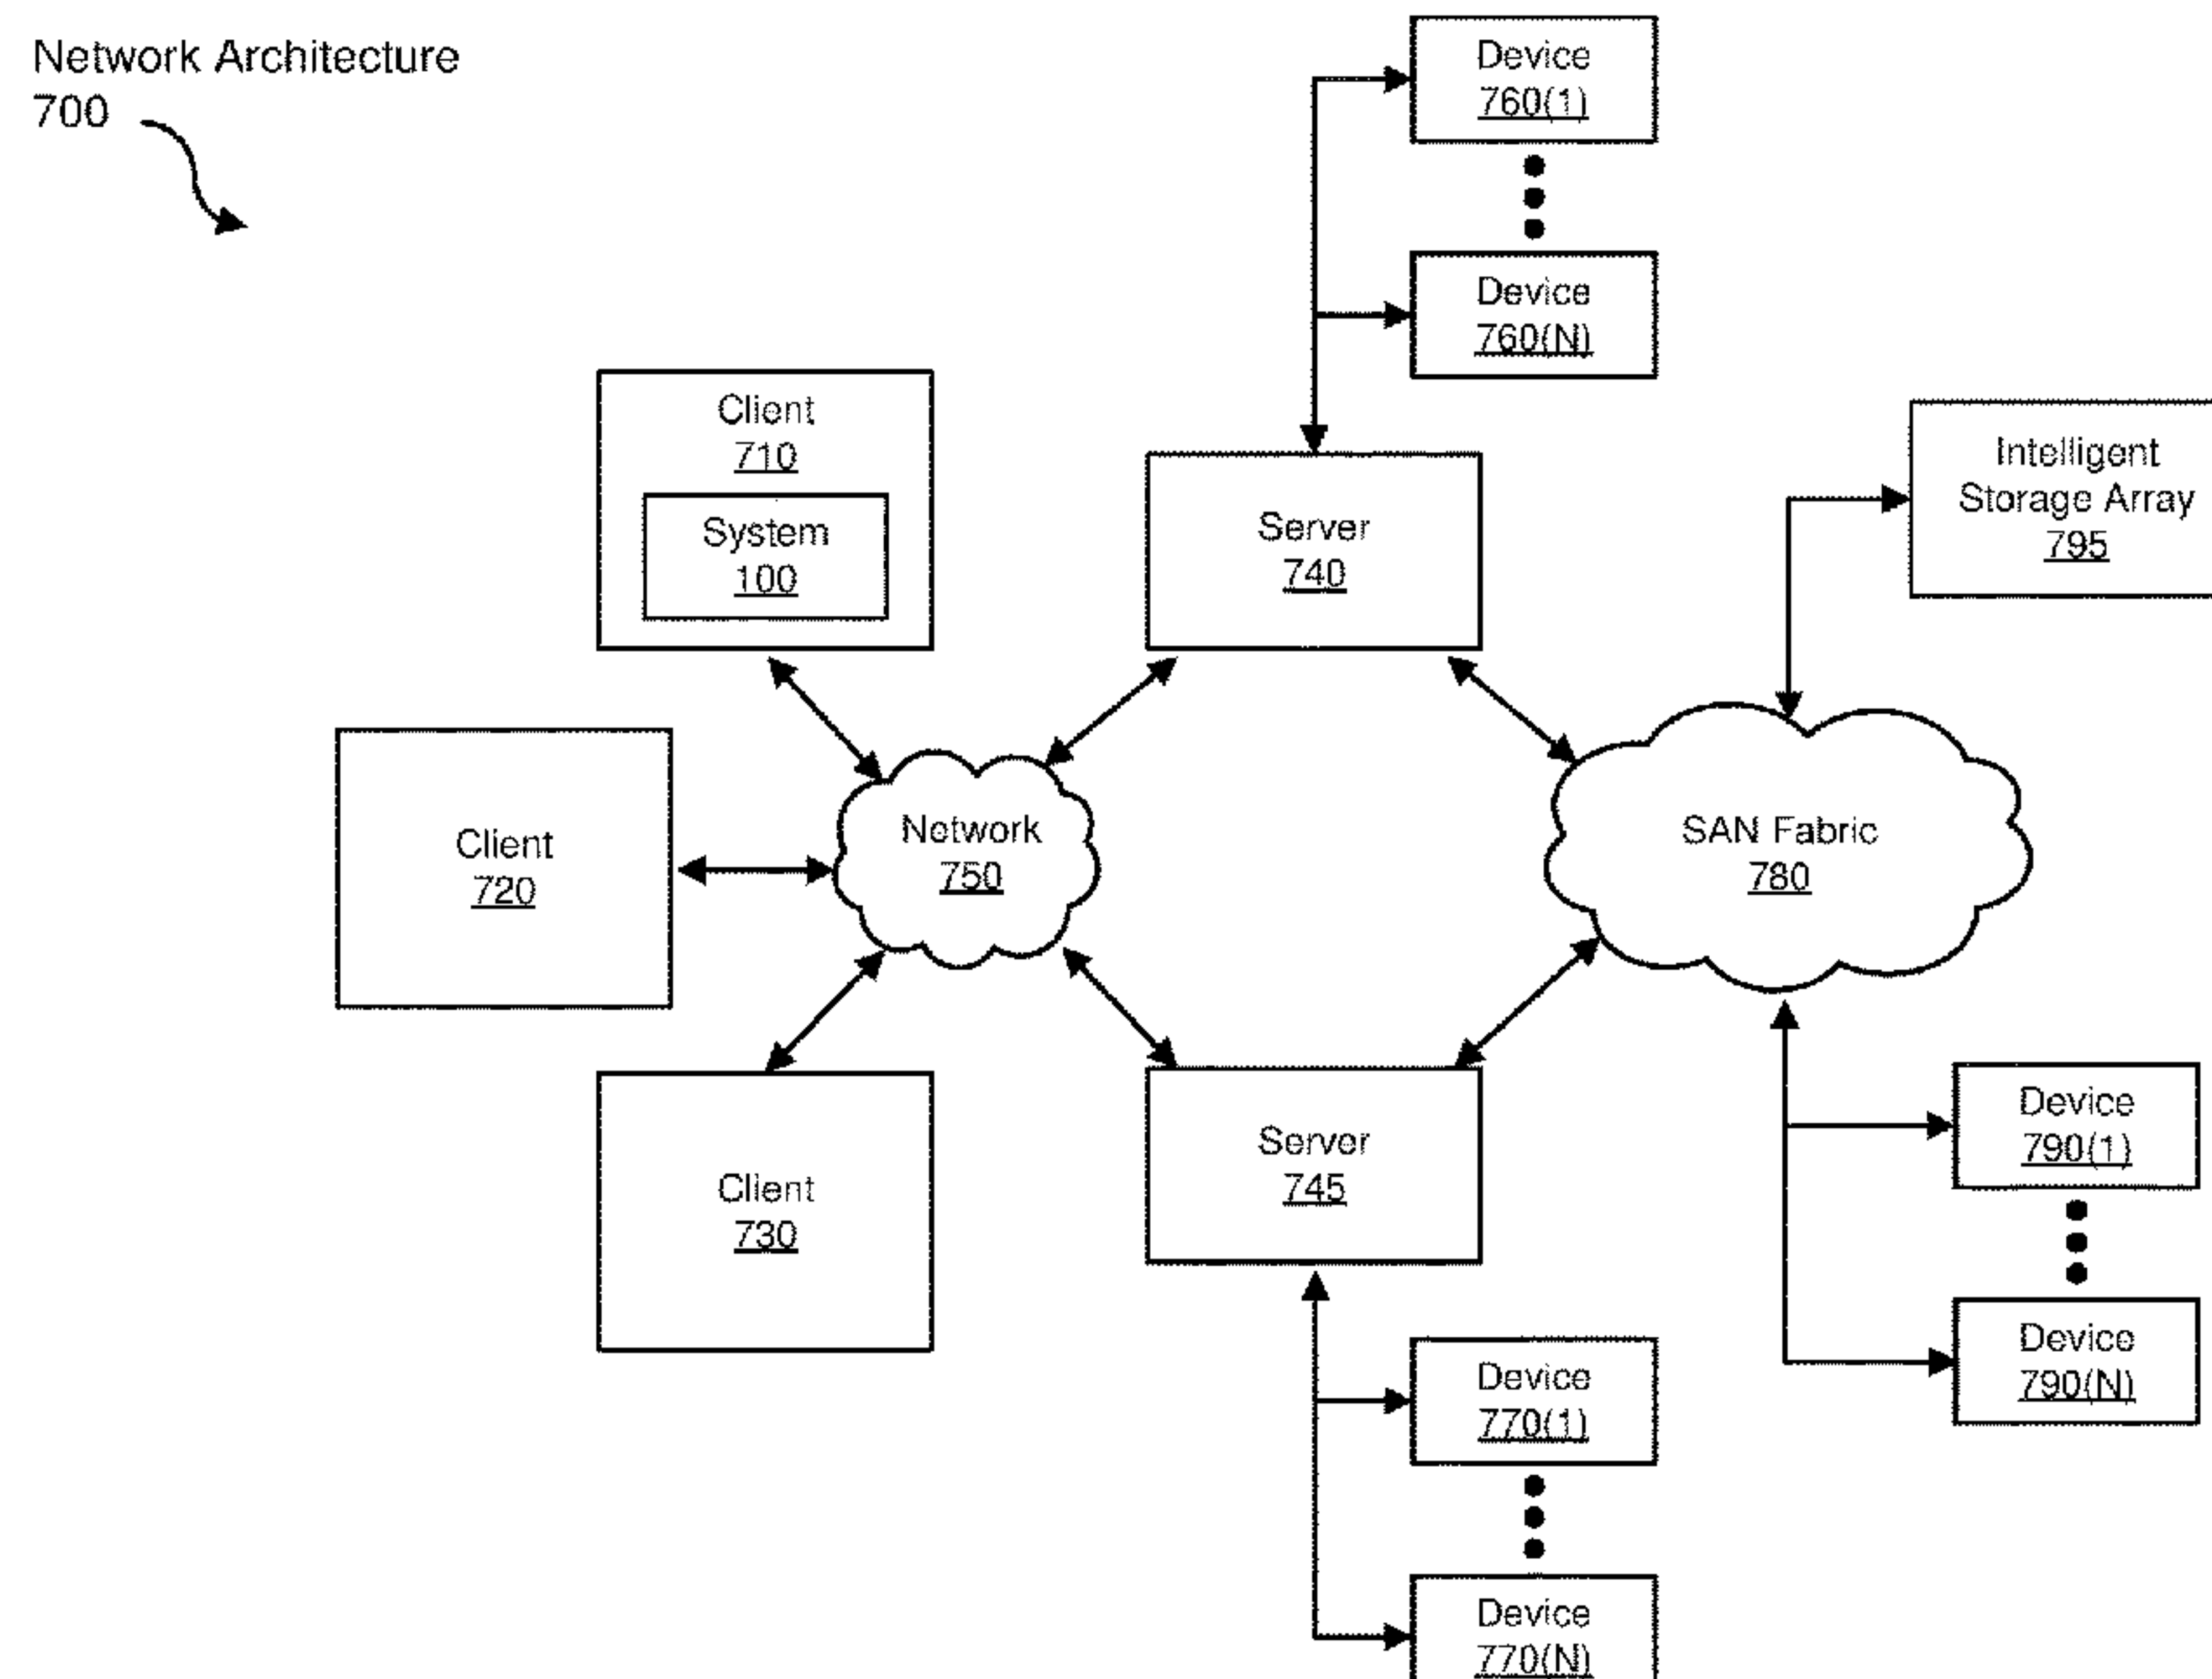 Network Architecture
700
Device
760(1)
Device
760(N)
Client
710
System
100
Server
740
Intelligent
Storage Array
795
Client
720
Network
750
SAN Fabric
780
Client
730
Server
745
Device
790(1)
Device
790(N)
Device
770(1)
Device
770(N)